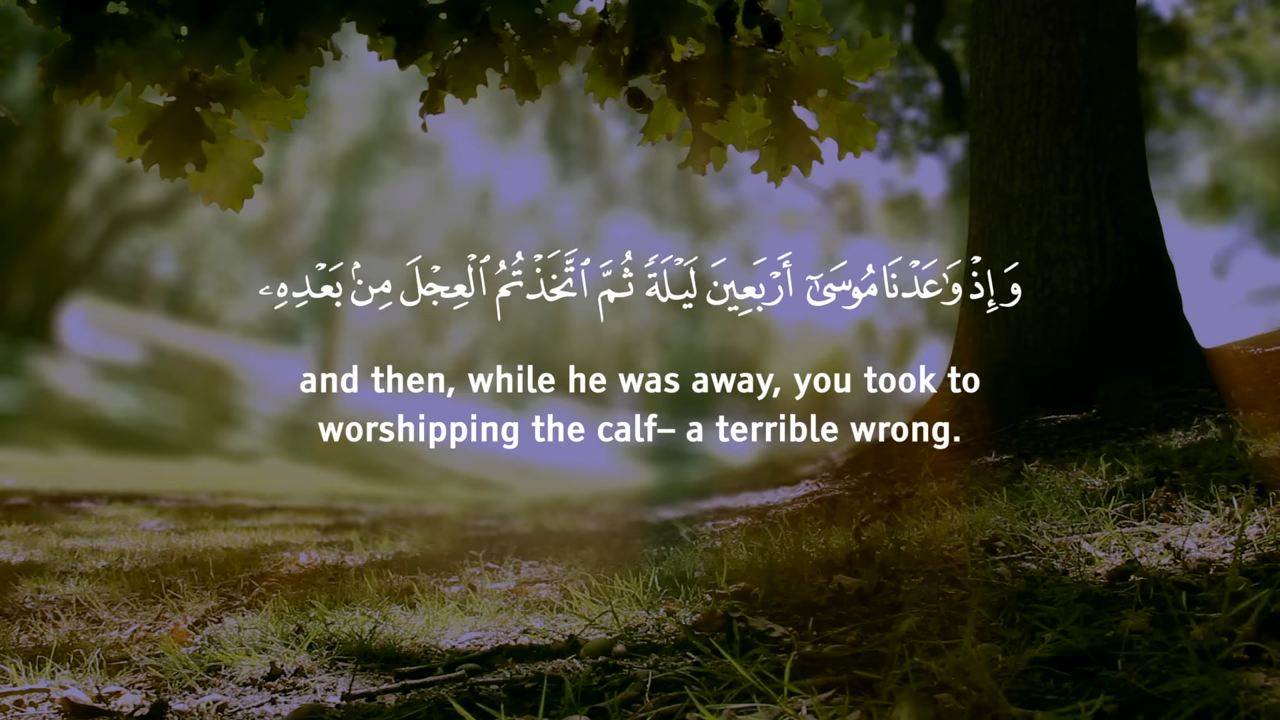 وَإِذْ وَٰعَدْنَا مُوسَىٰٓ أَرْبَعِينَ لَيْلَةً ثُمَّ ٱتَّخَذْتُمُ ٱلْعِجْلَ مِنۢ بَعْدِهِۦ
and then, while he was away, you took to
worshipping the calf– a terrible wrong.